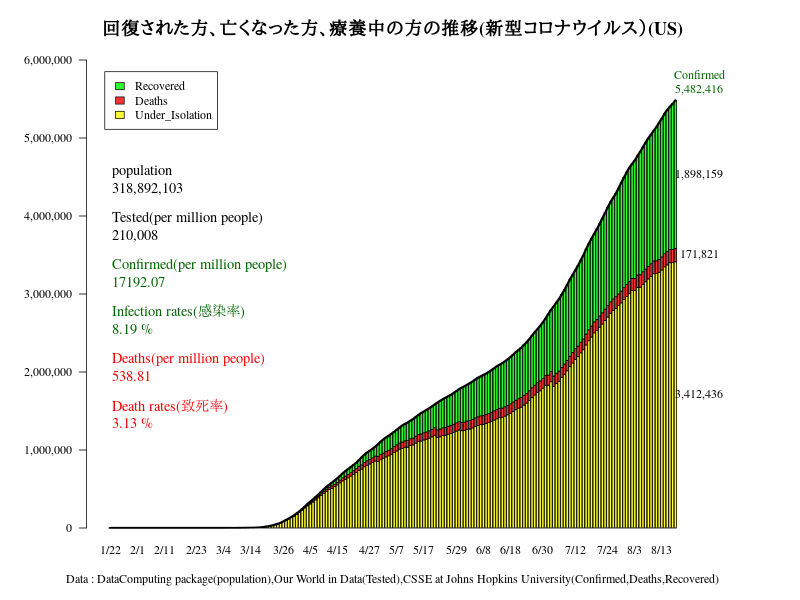 回復された方、亡くなった方、療養中の方の推移(新型コロナウイルス）(US)
6,000,000
5,000,000
4,000,000
3,000,000
2,000,000
1,000,000
0
Recovered
Deaths
Under_Isolation
population
318,892,103
Tested(per million people)
210,008
Confirmed(per million people)
17192.07
Infection rates(感染率)
8.19 %
Deaths(per million people)
538.81
Death rates(致死率)
3.13 %
Confirmed
5,482,416
1,898,159
171,821
3,412,436
1/22 2/1 2/11 2/23 3/4 3/14 3/26 4/5 4/15 4/27 5/7 5/17 5/29 6/8 6/18 6/30 7/12 7/24 8/3 8/13
Data : DataComputing package(population),Our World in Data(Tested),CSSE at Johns Hopkins University(Confirmed,Deaths,Recovered)